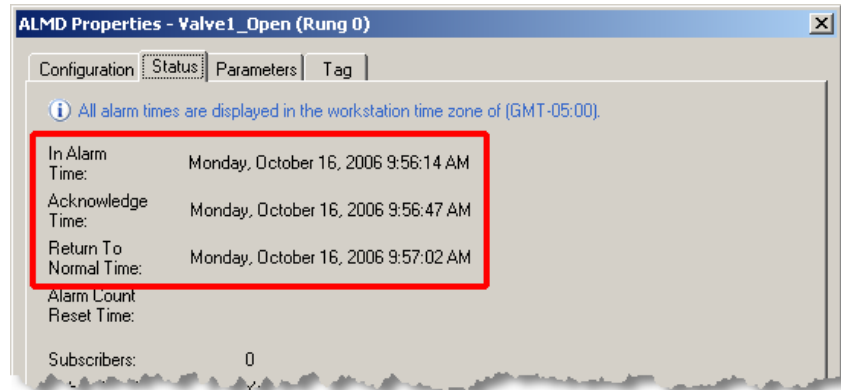 ALMD Properties - Valve1_Open (Rung 0)
Configuration Status Parameters Tag
All alarm times are displayed in the workstation time zone of (GMT-05:00).
In Alarm
Time: Monday, October 16, 2006 9:56:14 AM
Acknowledge
Time: Monday, October 16, 2006 9:56:47 AM
Return To
Normal Time: Monday, October 16, 2006 9:57:02 AM
Alarm Count
Reset Time:
Subscribers: 0